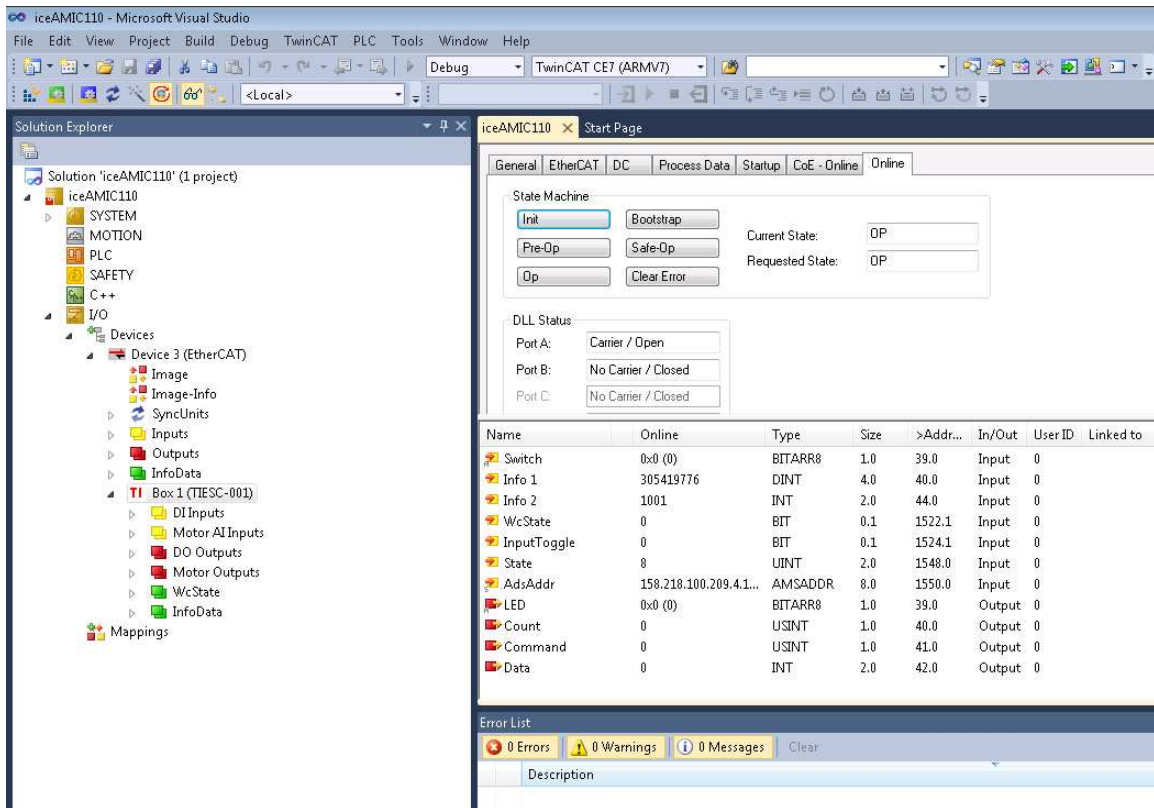 iceAMIC110 - Microsoft Visual Studio
File Edit View Project Build Debug TwinCAT PLC Tools Window Help
Debug TwinCAT CE7 (ARMV7)
<Local>
Solution Explorer
Solution 'iceAMIC110' (1 project)
iceAMIC110
SYSTEM
MOTION
PLC
SAFETY
C++
I/O
Devices
Device 3 (EtherCAT)
Image
Image-Info
SyncUnits
Inputs
Outputs
InfoData
TI Box 1 (TIESC-001)
DI Inputs
Motor AI Inputs
DO Outputs
Motor Outputs
WcState
InfoData
Mappings
iceAMIC110 Start Page
General EtherCAT DC Process Data Startup CoE - Online Online
State Machine
Init Bootstrap
Pre-Op Safe-Op
Op Clear Error
Current State: OP
Requested State: OP
DLL Status
Port A: Carrier / Open
Port B: No Carrier / Closed
Port C: No Carrier / Closed
Name Online Type Size >Addr... In/Out User ID Linked to
Switch 0x0 (0) BITARR8 1.0 39.0 Input 0
Info 1 305419776 DINT 4.0 40.0 Input 0
Info 2 1001 INT 2.0 44.0 Input 0
WcState 0 BIT 0.1 1522.1 Input 0
InputToggle 0 BIT 0.1 1524.1 Input 0
State 8 UINT 2.0 1548.0 Input 0
AdsAddr 158.218.100.209.4.1... AMSADDR 8.0 1550.0 Input 0
LED 0x0 (0) BITARR8 1.0 39.0 Output 0
Count 0 USINT 1.0 40.0 Output 0
Command 0 USINT 1.0 41.0 Output 0
Data 0 INT 2.0 42.0 Output 0
Error List
0 Errors 0 Warnings 0 Messages Clear
Description